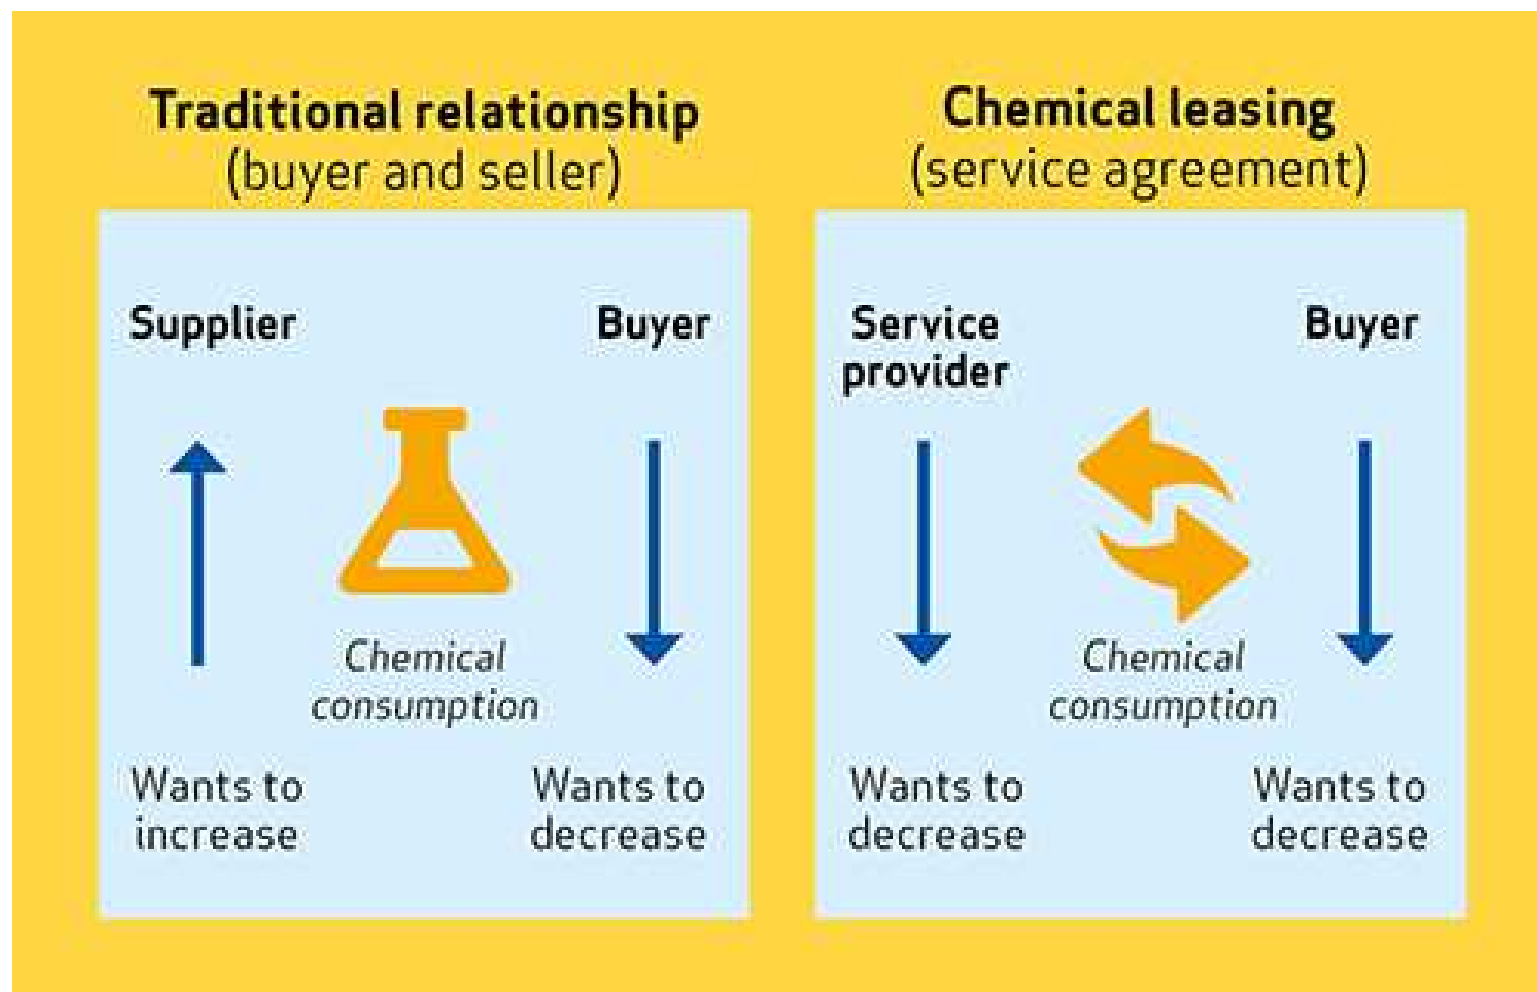 Traditional relationship
(buyer and seller)
Supplier
Buyer
Chemical
consumption
Wants to
increase
Wants to
decrease
Chemical leasing
(service agreement)
Service
provider
Buyer
Chemical
consumption
Wants to
decrease
Wants to
decrease